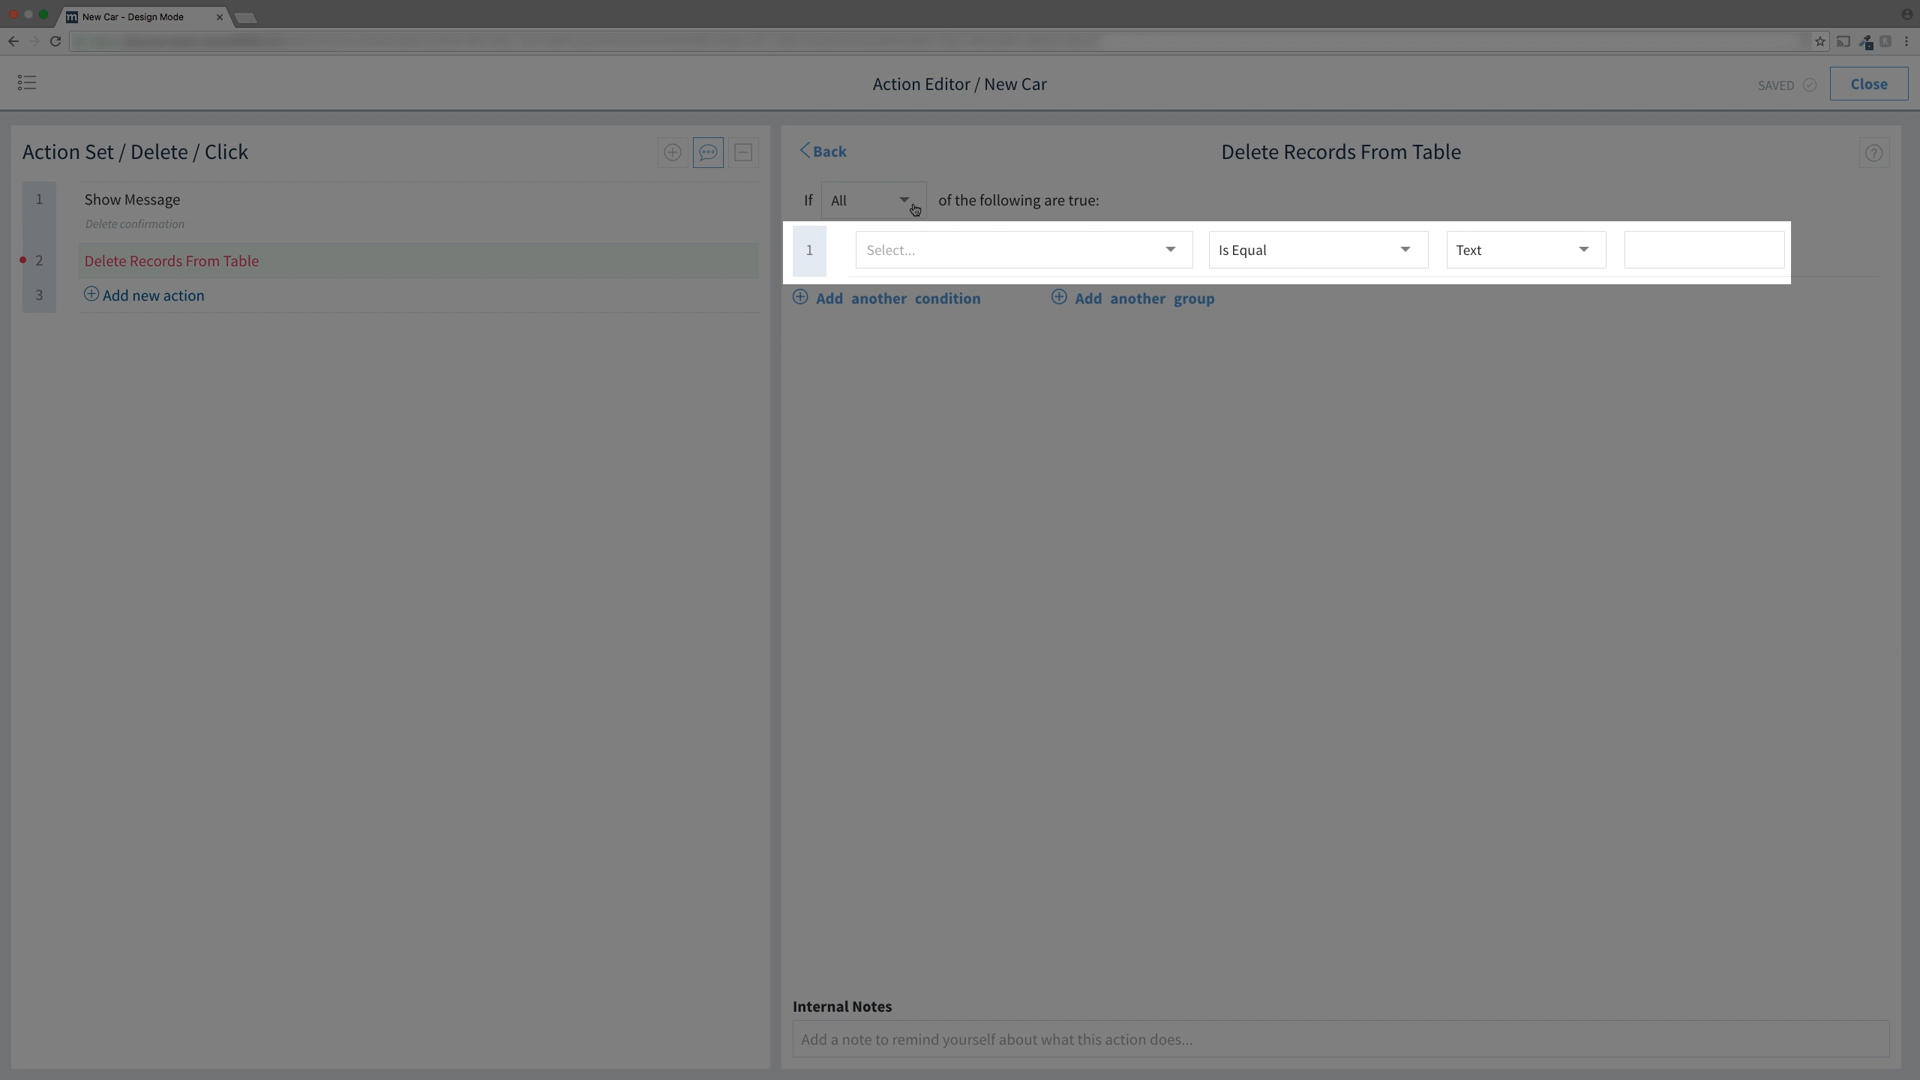 New Car - Design Mode
Action Editor / New Car
SAVED
Close
Action Set / Delete / Click
1
Show Message
Delete confirmation
2
Delete Records From Table
3
Add new action
Back
Delete Records From Table
If
All
of the following are true:
1
Select...
Is Equal
Text
Add another condition
Add another group
Internal Notes
Add a note to remind yourself about what this action does...